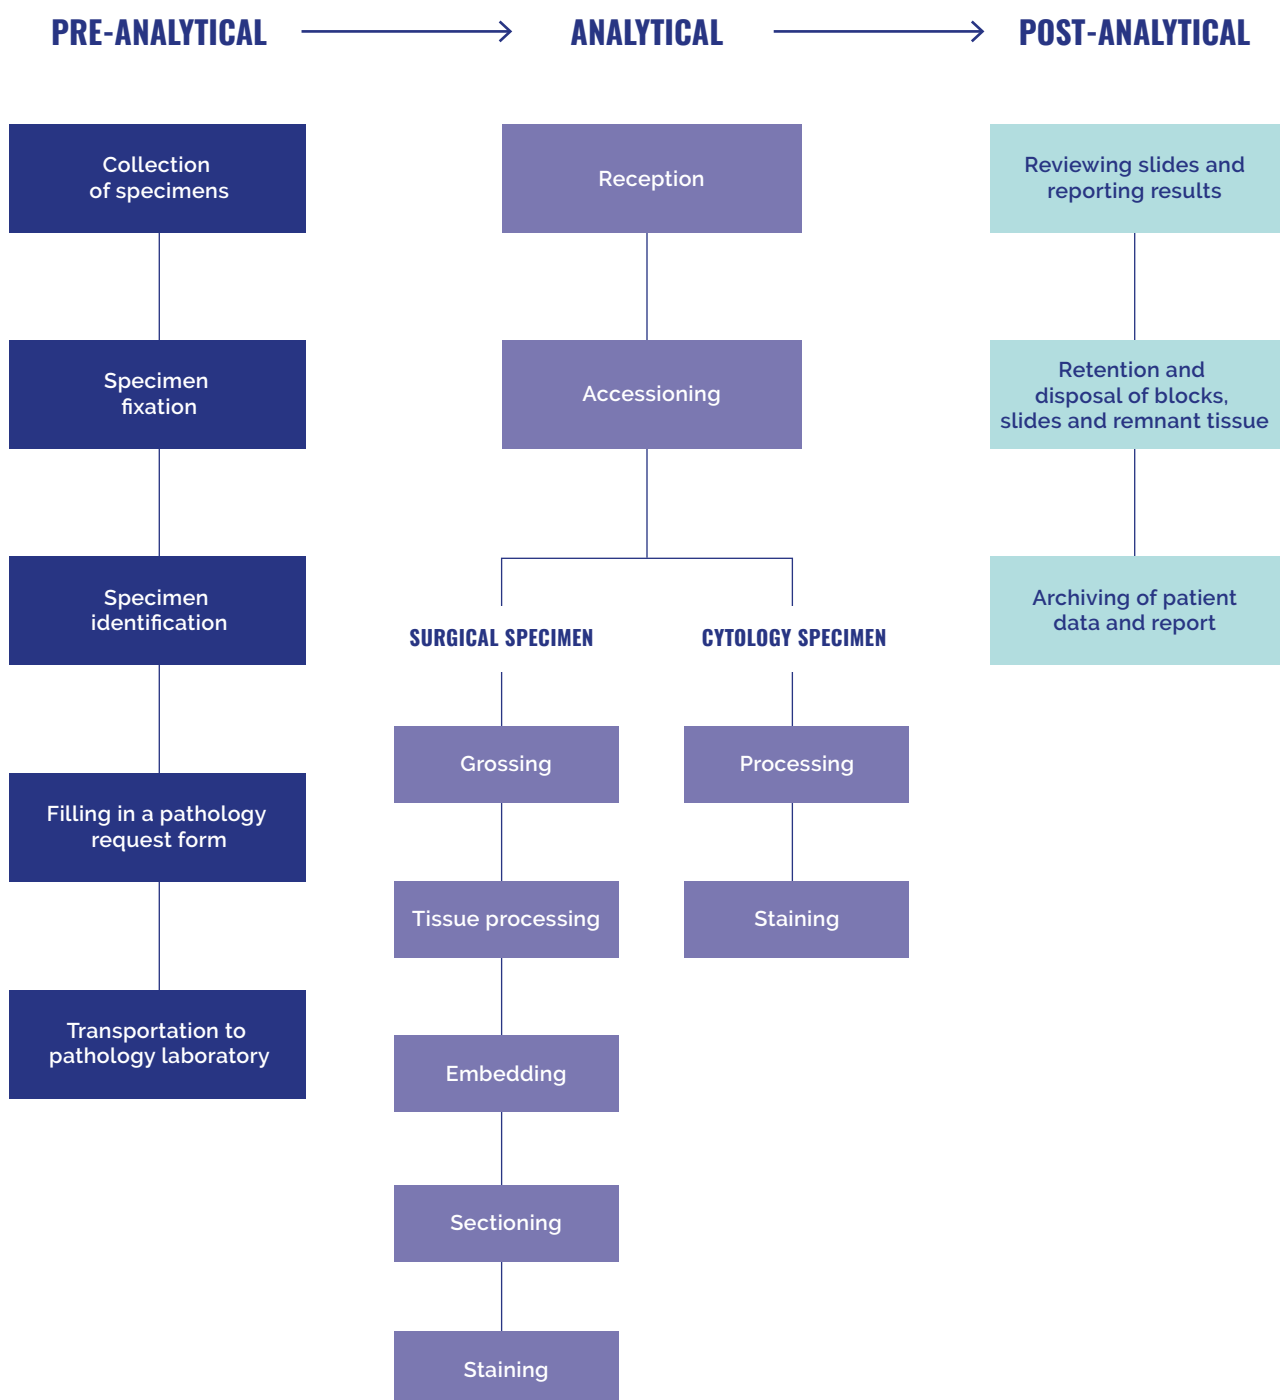 PRE-ANALYTICAL
ANALYTICAL
POST-ANALYTICAL
Collection
of specimens
Specimen
fixation
Specimen
identification
Filling in a pathology
request form
Transportation to
pathology laboratory
Reception
Accessioning
SURGICAL SPECIMEN
Grossing
Tissue processing
Embedding
Sectioning
Staining
CYTOLOGY SPECIMEN
Processing
Staining
Reviewing slides and
reporting results
Retention and
disposal of blocks,
slides and remnant tissue
Archiving of patient
data and report